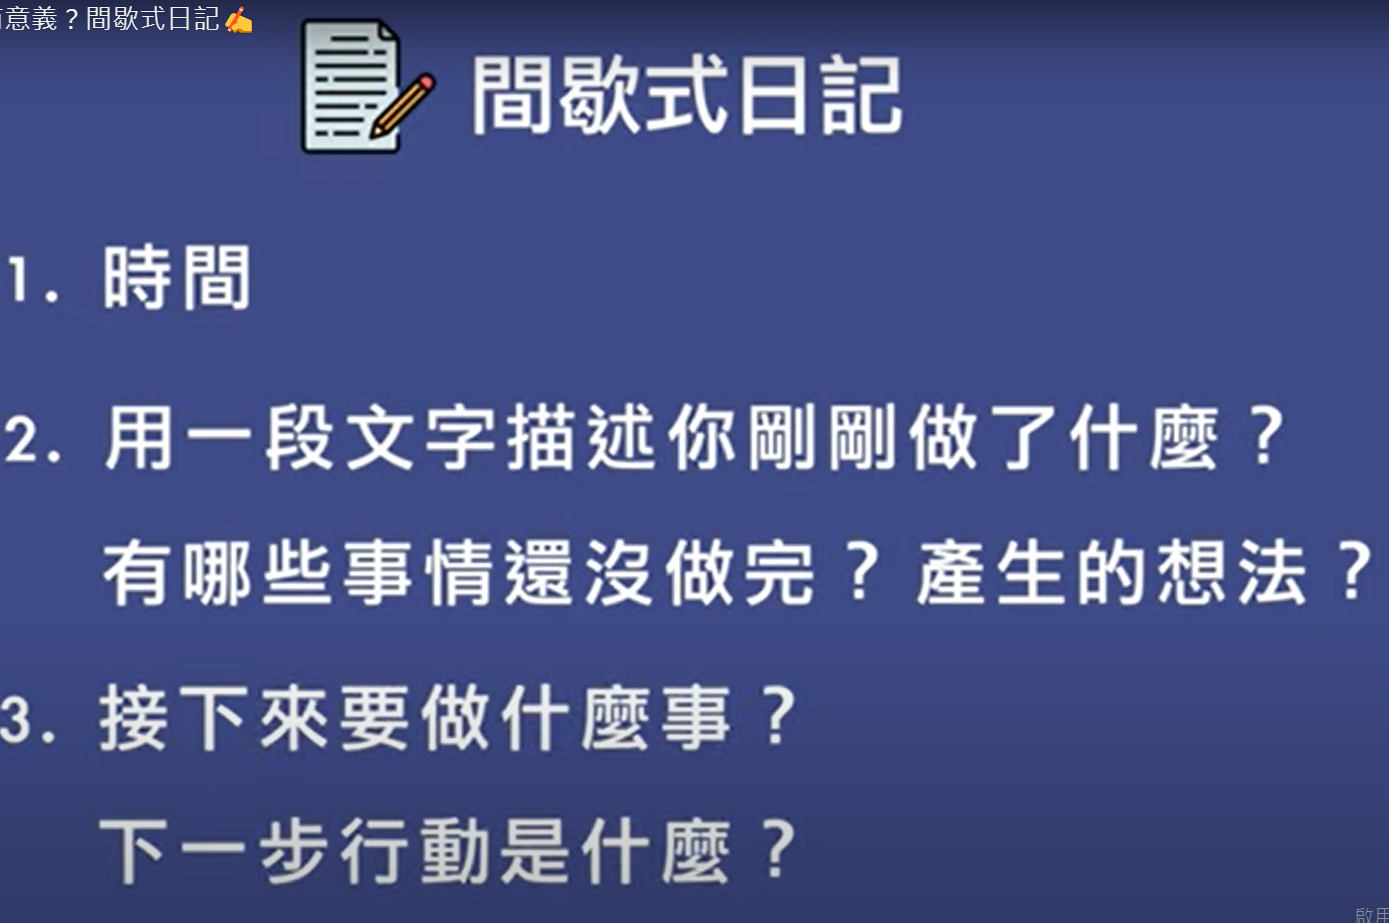 意義？間歇式日記✍️
間歇式日記
1. 時間
2. 用一段文字描述你剛剛做了什麼？
有哪些事情還沒做完？產生的想法？
3. 接下來要做什麼事？
下一步行動是什麼？
啟用